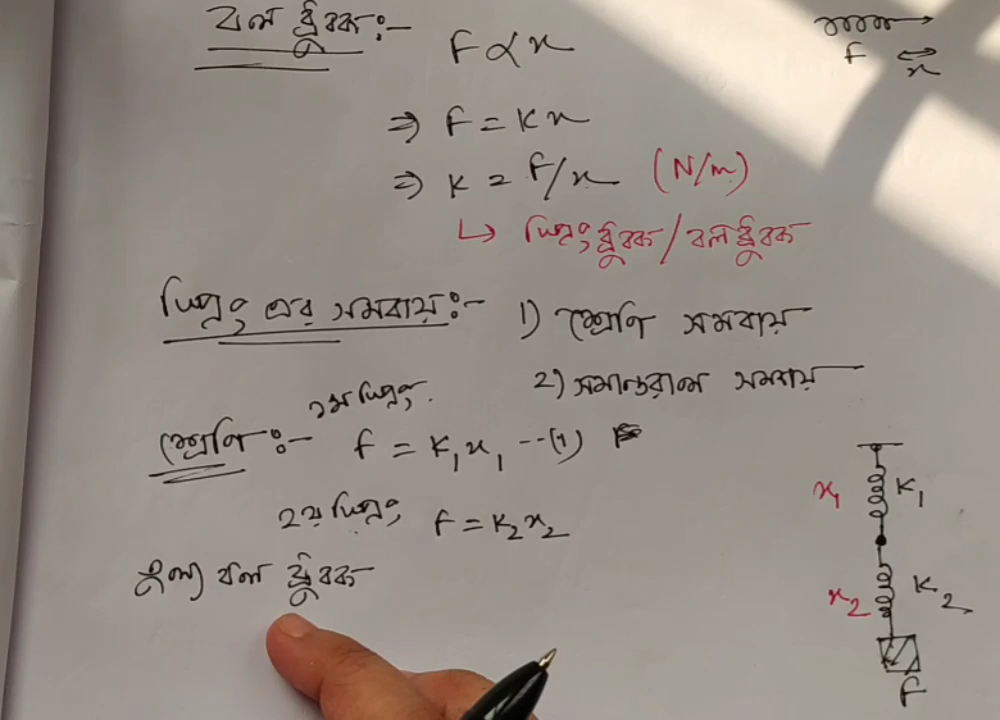 বল ধ্রুবক:-
F ∝ x
F x
⇒ F = Kx
⇒ K = F/x (N/m)
↳ স্প্রিং ধ্রুবক/বল ধ্রুবক
স্প্রিং এর সমবায়:- 1) শ্রেণি সমবায়
2) সমান্তরাল সমবায়
১ম স্প্রিং
শ্রেণি:- F = K₁x₁ --(1)
২য় স্প্রিং F = K₂x₂
তুল্য বল ধ্রুবক
x₁ K₁
x₂ K₂
F